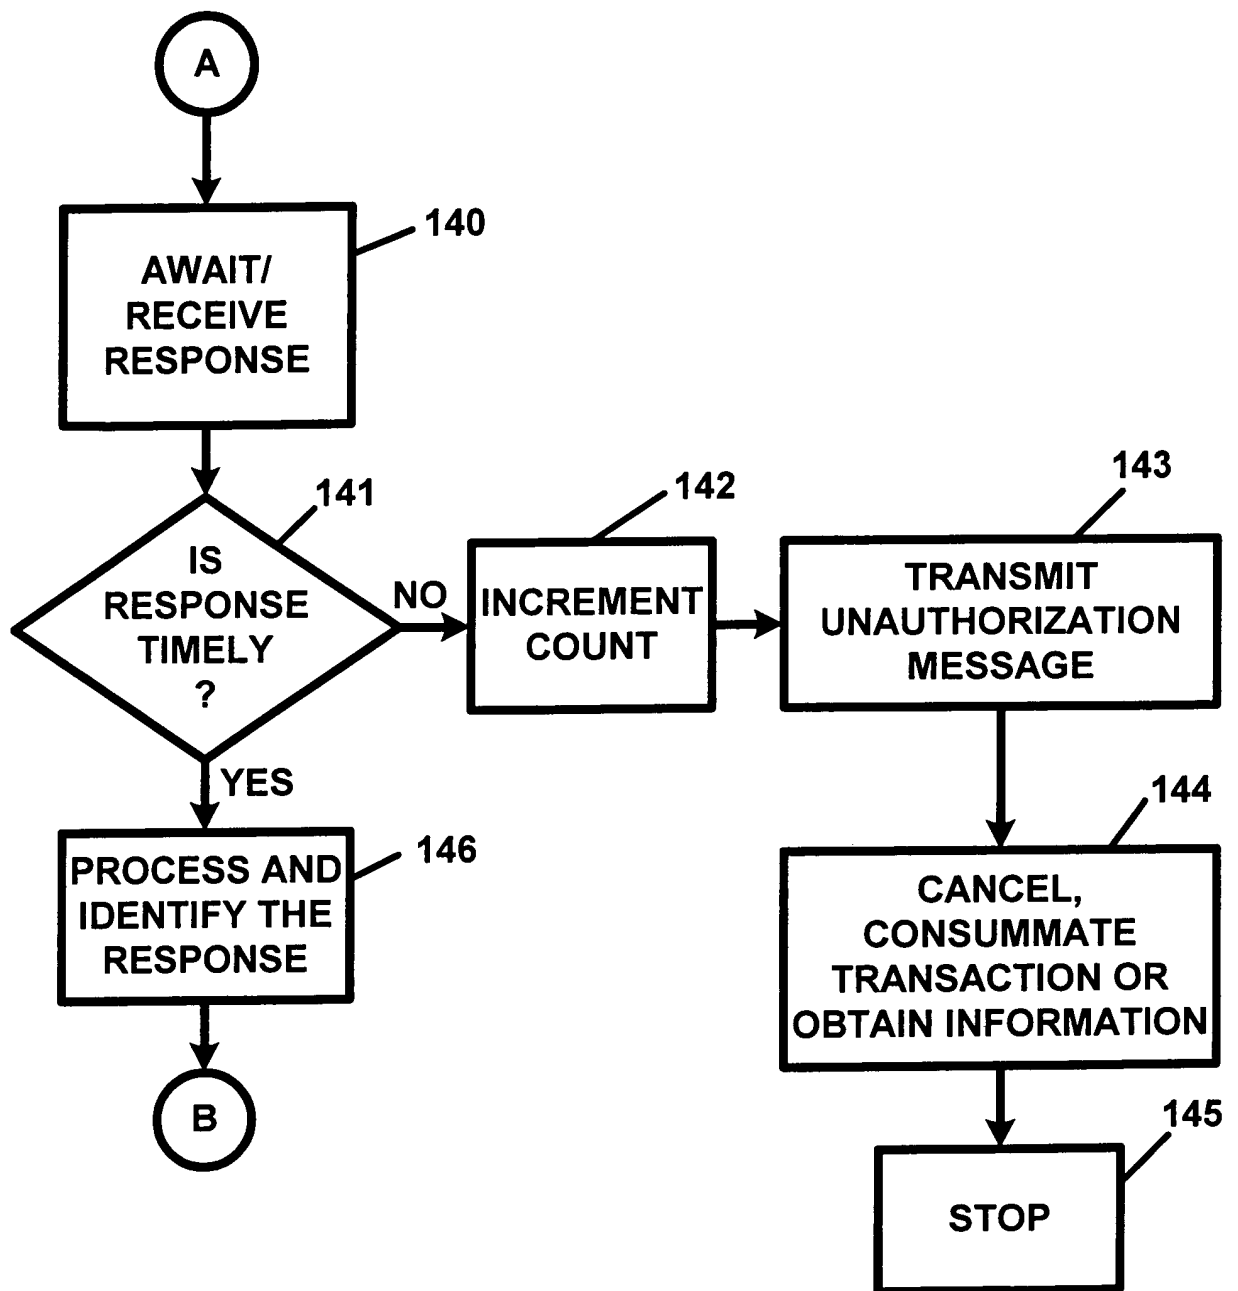 A
140
AWAIT/
RECEIVE
RESPONSE
141
IS
RESPONSE
TIMELY
?
NO
142
INCREMENT
COUNT
143
TRANSMIT
UNAUTHORIZATION
MESSAGE
YES
146
PROCESS AND
IDENTIFY THE
RESPONSE
B
144
CANCEL,
CONSUMMATE
TRANSACTION OR
OBTAIN INFORMATION
145
STOP